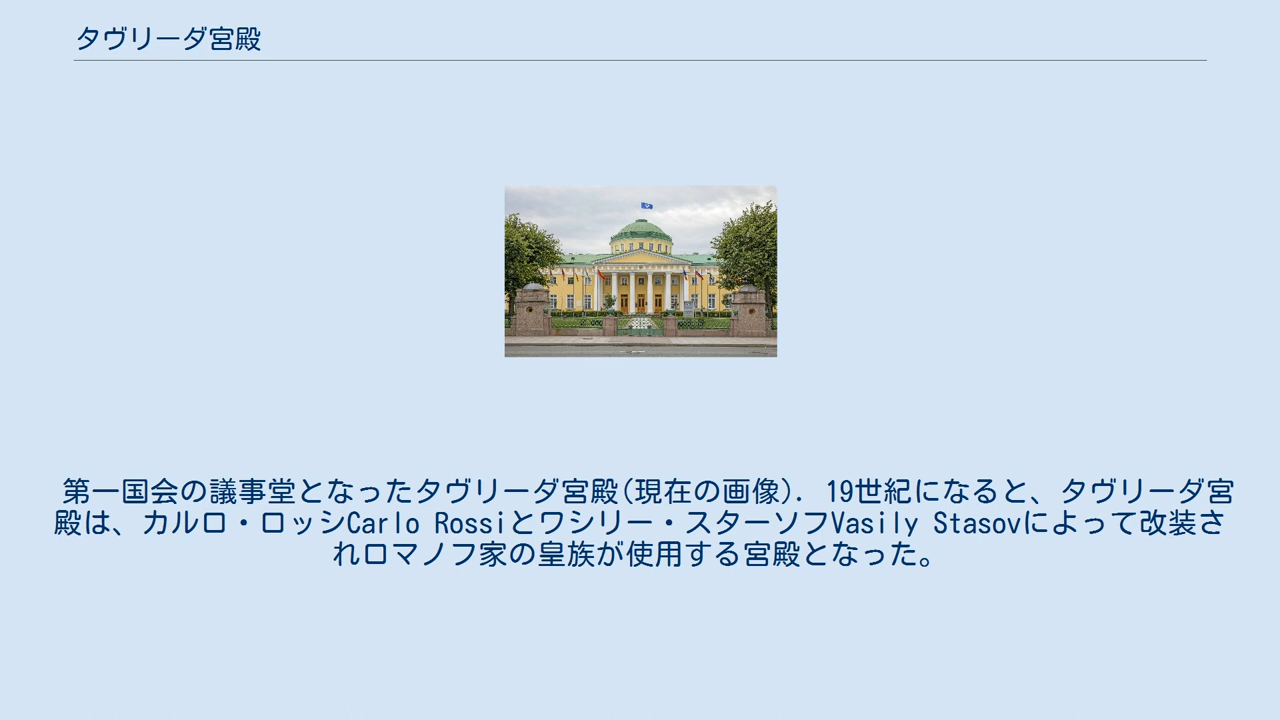 タヴリーダ宮殿
第一国会の議事堂となったタヴリーダ宮殿(現在の画像). 19世紀になると、タヴリーダ宮
殿は、カルロ・ロッシCarlo RossiとワシリーㆍスターソフVasily Stasovによって改装さ
れロマノフ家の皇族が使用する宮殿となった。